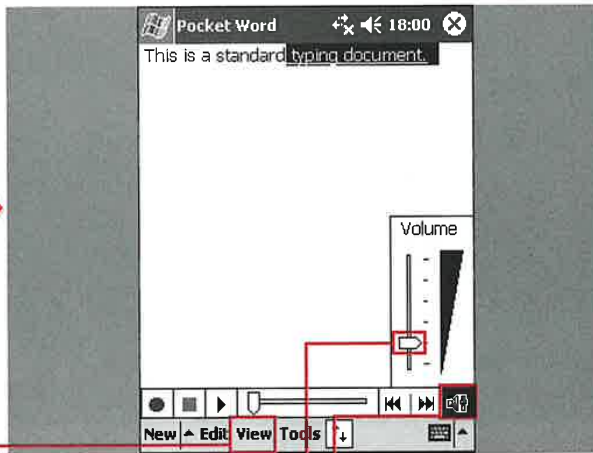 Pocket Word 18:00
This is a standard typing document.
Volume
New Edit View Tools